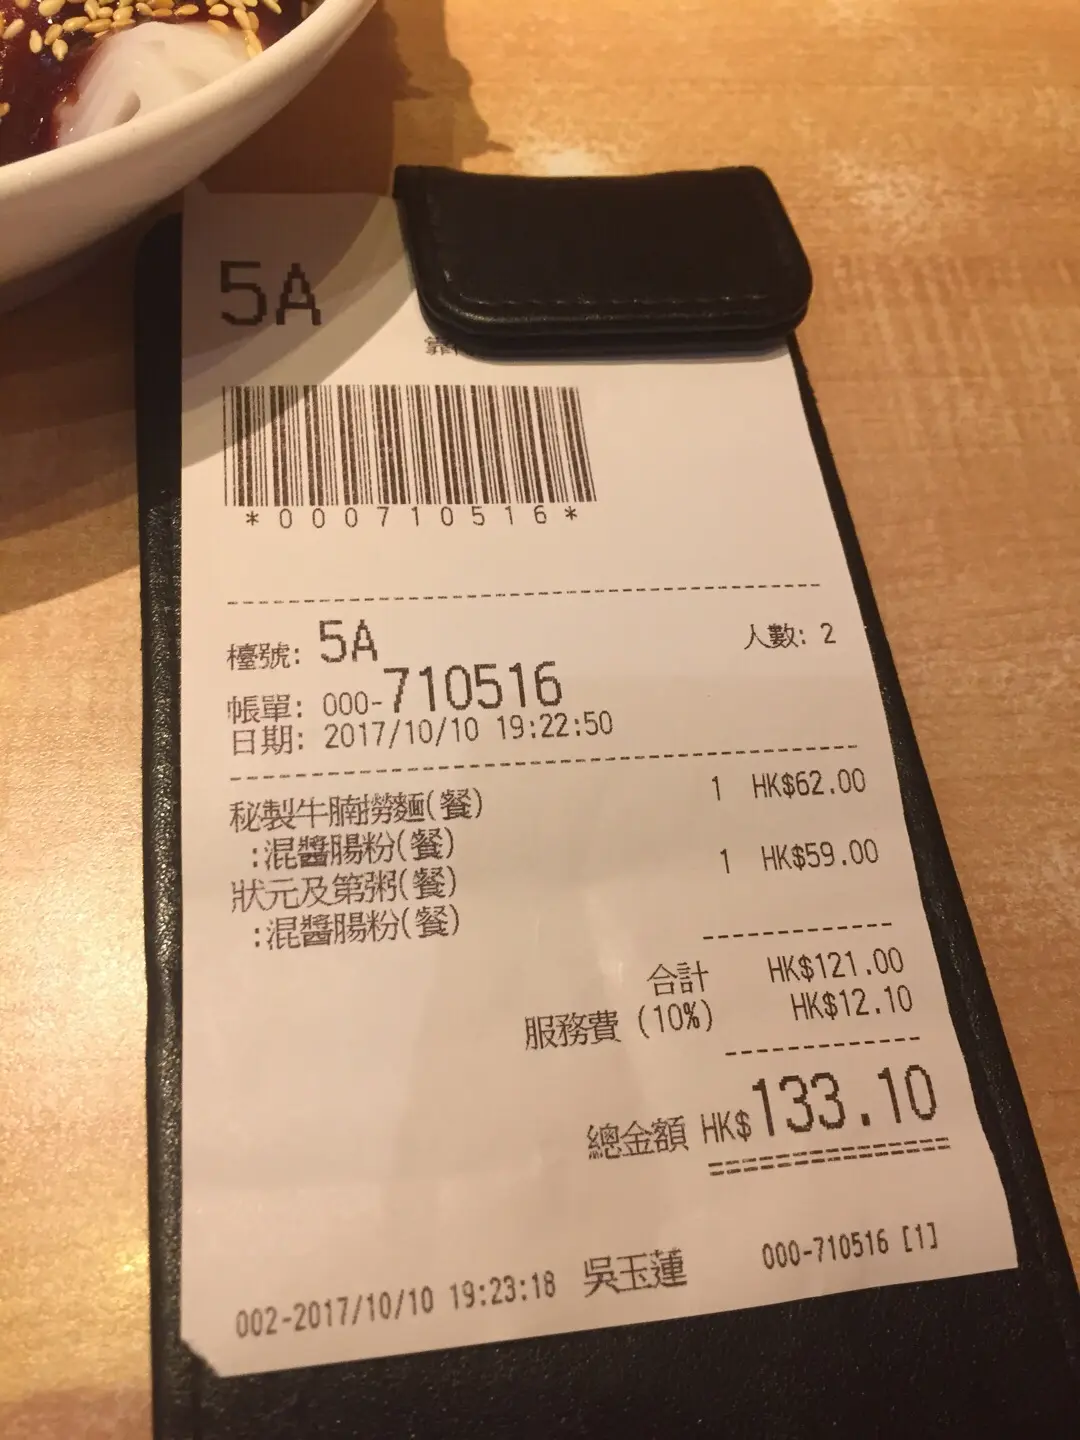 5A
*000710516*
檯號: 5A 人數: 2
帳單: 000-710516
日期: 2017/10/10 19:22:50
秘製牛腩撈麵(餐) 1 HK$62.00
:混醬腸粉(餐)
狀元及第粥(餐) 1 HK$59.00
:混醬腸粉(餐)
合計 HK$121.00
服務費 (10%) HK$12.10
總金額 HK$133.10
002-2017/10/10 19:23:18 吳玉蓮 000-710516 [1]